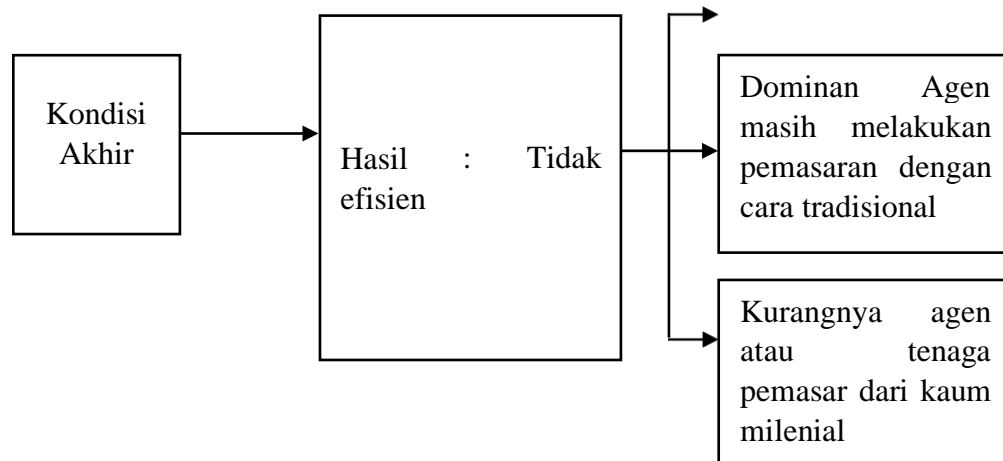 Kondisi
Akhir
Hasil : Tidak
efisien
Dominan Agen
masih melakukan
pemasaran dengan
cara tradisional
Kurangnya agen
atau tenaga
pemasar dari kaum
milenial